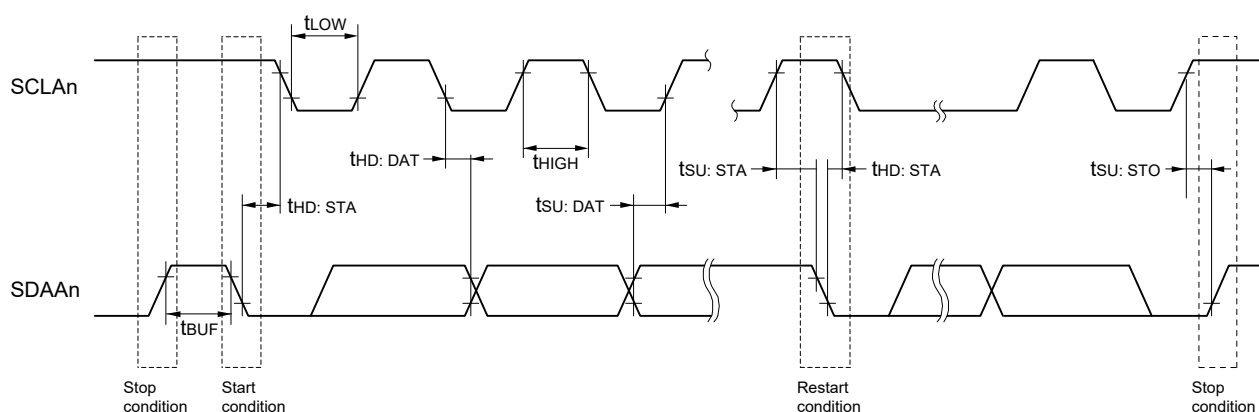 tLOW
SCLAn
tHD: DAT
tHIGH
tSU: STA
tHD: STA
tSU: STO
tHD: STA
tSU: DAT
SDAAn
tBUF
Stop
condition
Start
condition
Restart
condition
Stop
condition